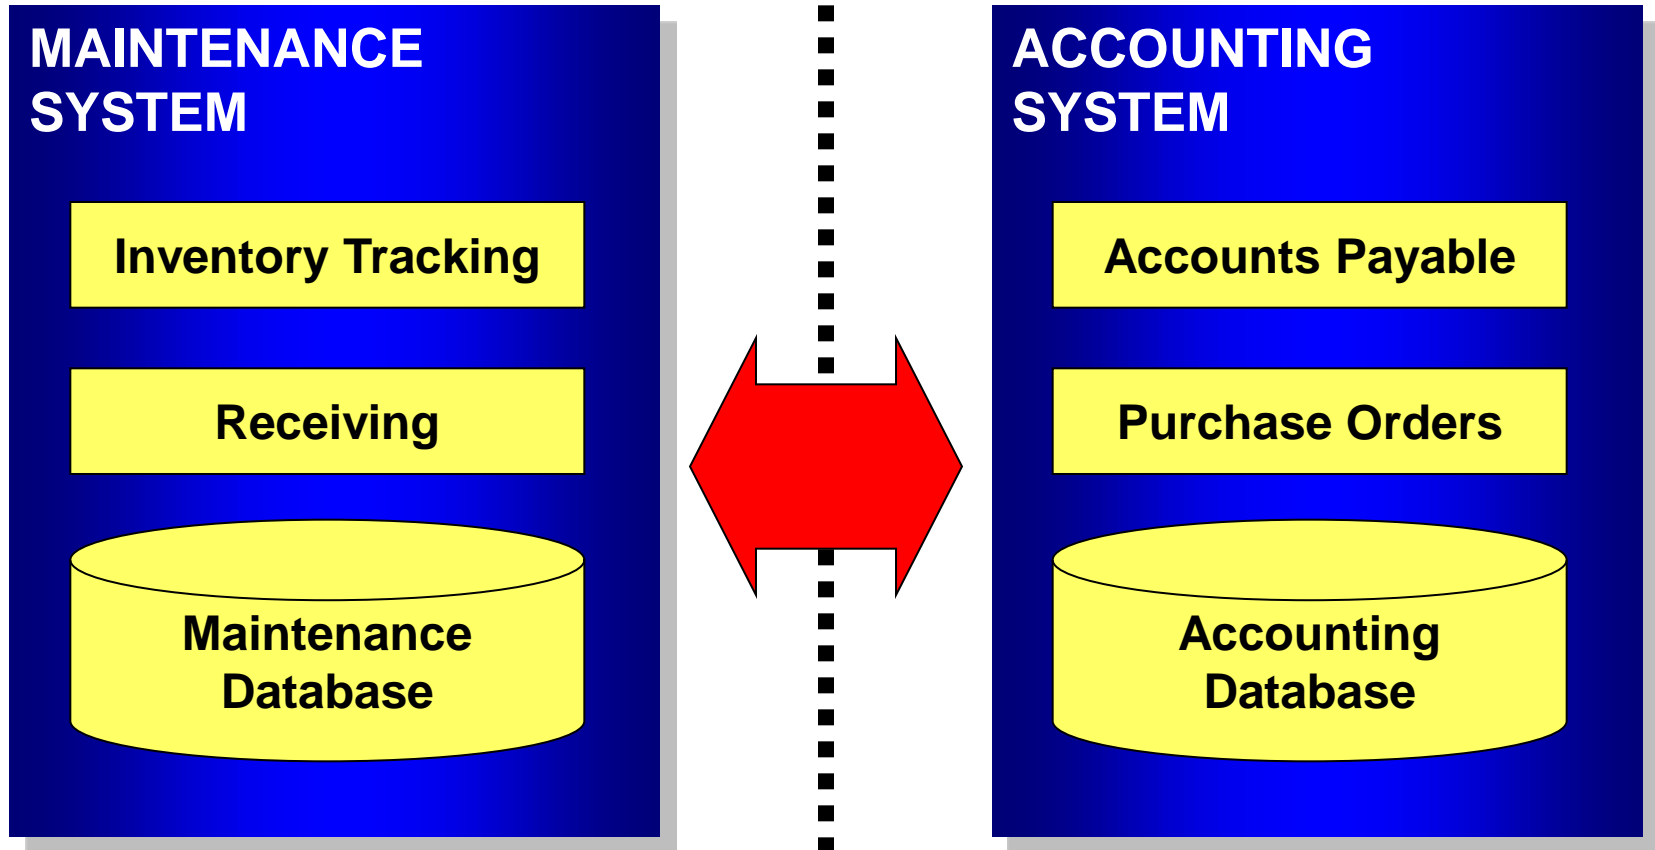 MAINTENANCE
SYSTEM
Inventory Tracking
Receiving
Maintenance
Database
ACCOUNTING
SYSTEM
Accounts Payable
Purchase Orders
Accounting
Database